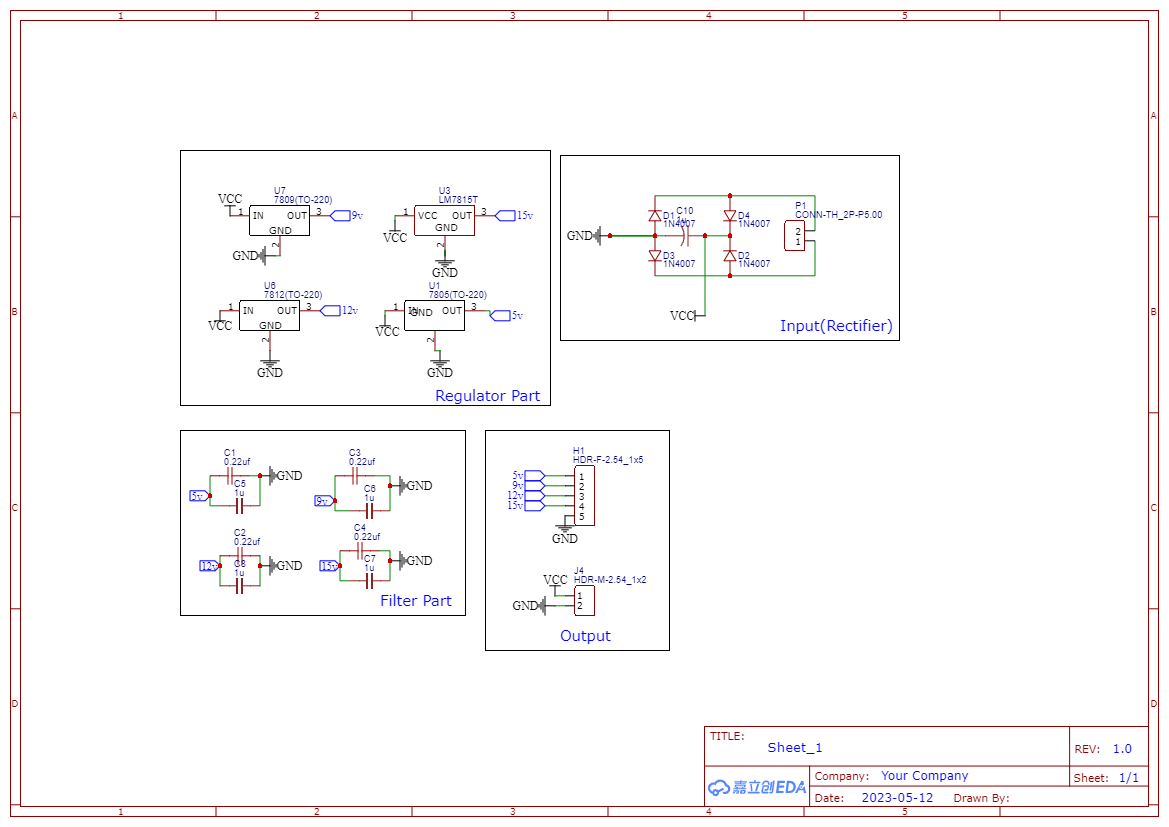 1 2 3 4 5
A A
B B
C C
D D
U7
7809(TO-220)
VCC
1 IN OUT 3 9v
GND
2
GND
U3
LM7815T
1 VCC OUT 3 15v
GND
VCC
2
GND
U6
7812(TO-220)
1 IN OUT 3 12v
VCC
GND
2
GND
U1
7805(TO-220)
1 IN OUT 3 5v
GND
VCC
2
GND
Regulator Part
GND
D1
1N4007
C10
1u
D4
1N4007
D3
1N4007
D2
1N4007
P1
CONN-TH_2P-P5.00
2
1
VCC
Input(Rectifier)
C1
0.22uf
GND
C5
1u
5v
C3
0.22uf
GND
C6
1u
9v
C2
0.22uf
12v
GND
C8
1u
C4
0.22uf
GND
15v
C7
1u
Filter Part
H1
HDR-F-2.54_1x5
5v 1
9v 2
12v 3
15v 4
5
GND
J4
HDR-M-2.54_1x2
VCC
1
GND 2
Output
TITLE:
Sheet_1
REV: 1.0
嘉立创EDA
Company: Your Company
Sheet: 1/1
Date: 2023-05-12 Drawn By:
1 2 3 4 5